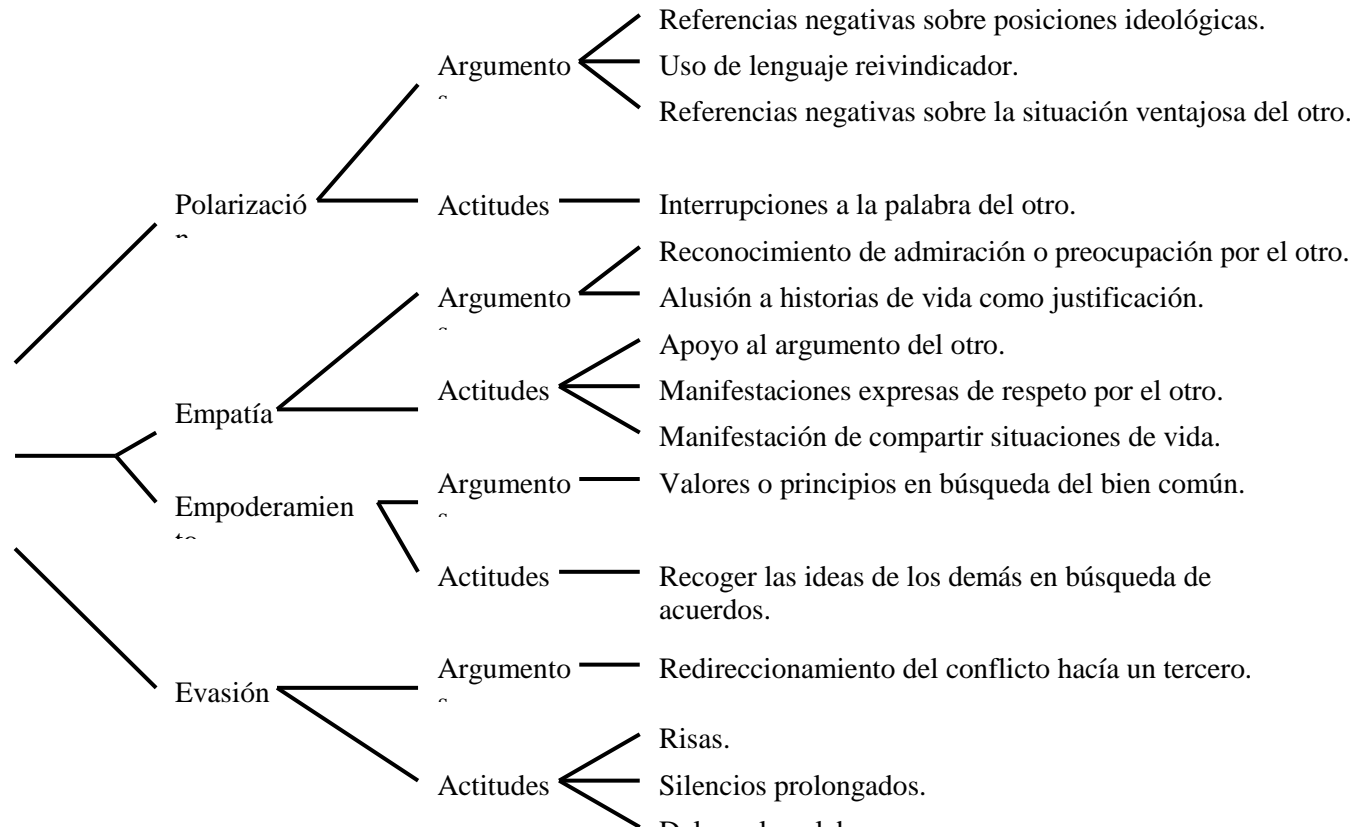 Referencias negativas sobre posiciones ideológicas.
Argumento
Uso de lenguaje reivindicador.
Referencias negativas sobre la situación ventajosa del otro.
Polarizació
Actitudes
Interrupciones a la palabra del otro.
Reconocimiento de admiración o preocupación por el otro.
Argumento
Alusión a historias de vida como justificación.
Apoyo al argumento del otro.
Actitudes
Manifestaciones expresas de respeto por el otro.
Empatía
Manifestación de compartir situaciones de vida.
Argumento
Valores o principios en búsqueda del bien común.
Empoderamien
Actitudes
Recoger las ideas de los demás en búsqueda de
acuerdos.
Argumento
Redireccionamiento del conflicto hacía un tercero.
Evasión
Risas.
Actitudes
Silencios prolongados.